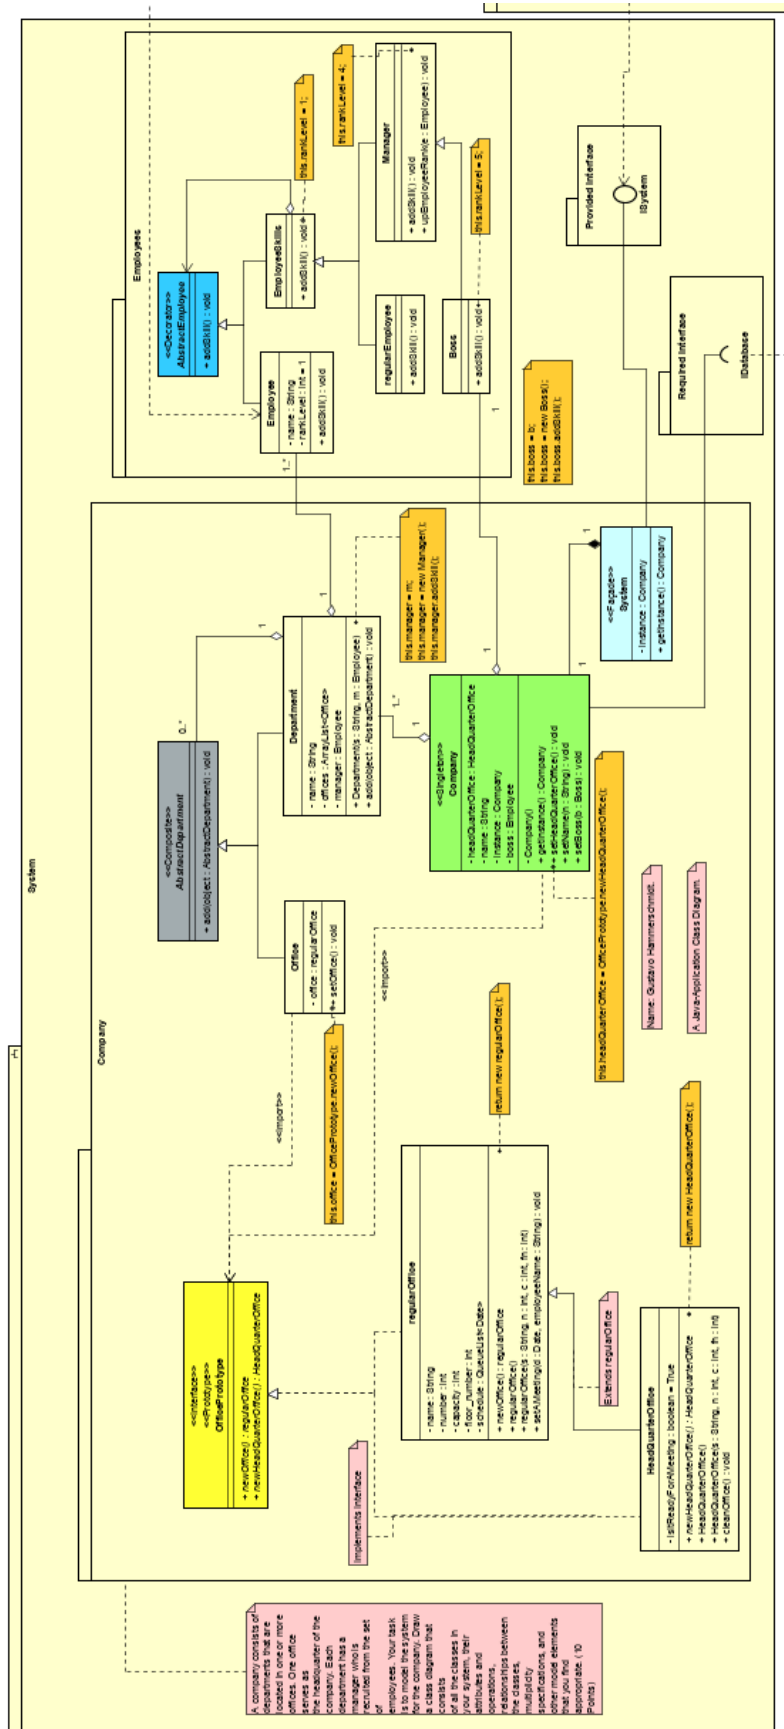 System
Company
Employees
A company consists of
departments that are
located in one or more
offices. One office
serves as
the headquarter of the
company. Each
department has a
manager who is
recruited from the set
of
employees. Your task
is to model the system
for the company. Draw
a class diagram that
consists
of all the classes in
your system, their
attributes and
operations,
relationships between
the classes,
multiplicity
specifications, and
other model elements
that you find
appropriate. (10
Points)
<<Interface>>
<<Prototype>>
OfficePrototype
+ newOffice() : regularOffice
+ newHeadQuarterOffice() : HeadQuarterOffice
Implements Interface
regularOffice
- name : String
- number : int
- capacity : int
- floor_number : int
- schedule : QueueList<Date>
+ newOffice() : regularOffice
+ regularOffice()
+ regularOffice(s : String, n : int, c : int, fn : int)
+ setAMeeting(d : Date, employeeName : String) : void
return new regularOffice();
Extends regularOffice
HeadQuarterOffice
- isItReadyForAMeeting : boolean = True
+ newHeadQuarterOffice() : HeadQuarterOffice
+ HeadQuarterOffice()
+ HeadQuarterOffice(s : String, n : int, c : int, fn : int)
+ cleanOffice() : void
return new HeadQuarterOffice();
<<Import>>
<<Import>>
this.office = OfficePrototype.newOffice();
Office
- office : regularOffice
+ setOffice() : void
<<Composite>>
AbstractDepartment
+ add(object : AbstractDepartment) : void
0..*
1
Department
- name : String
- offices : ArrayList<Office>
- manager : Employee
+ Department(s : String, m : Employee)
+ add(object : AbstractDepartment) : void
1
1..*
this.manager = m;
this.manager = new Manager();
this.manager.addSkill();
1..*
<<Singleton>>
Company
- headQuarterOffice : HeadQuarterOffice
- name : String
- instance : Company
- boss : Employee
- Company()
+ getInstance() : Company
+ setHeadQuarterOffice() : void
+ setName(n : String) : void
+ setBoss(b : Boss) : void
1
1
this.headQuarterOffice = OfficePrototype.newHeadQuarterOffice();
Name: Gustavo Hammerschmidt.
A Java-Application Class Diagram.
1
1
<<Façade>>
System
- instance : Company
+ getInstance() : Company
this.boss = b;
this.boss = new Boss();
this.boss.addSkill();
<<Decorator>>
AbstractEmployee
+ addSkill() : void
Employee
- name : String
- rankLevel : int = 1
+ addSkill() : void
EmployeeSkills
+ addSkill() : void
this.rankLevel = 1;
this.rankLevel = 4;
Manager
+ addSkill() : void
+ upEmployeeRank(e : Employee) : void
regularEmployee
+ addSkill() : void
Boss
+ addSkill() : void
this.rankLevel = 5;
Provided Interface
ISystem
Required Interface
IDatabase